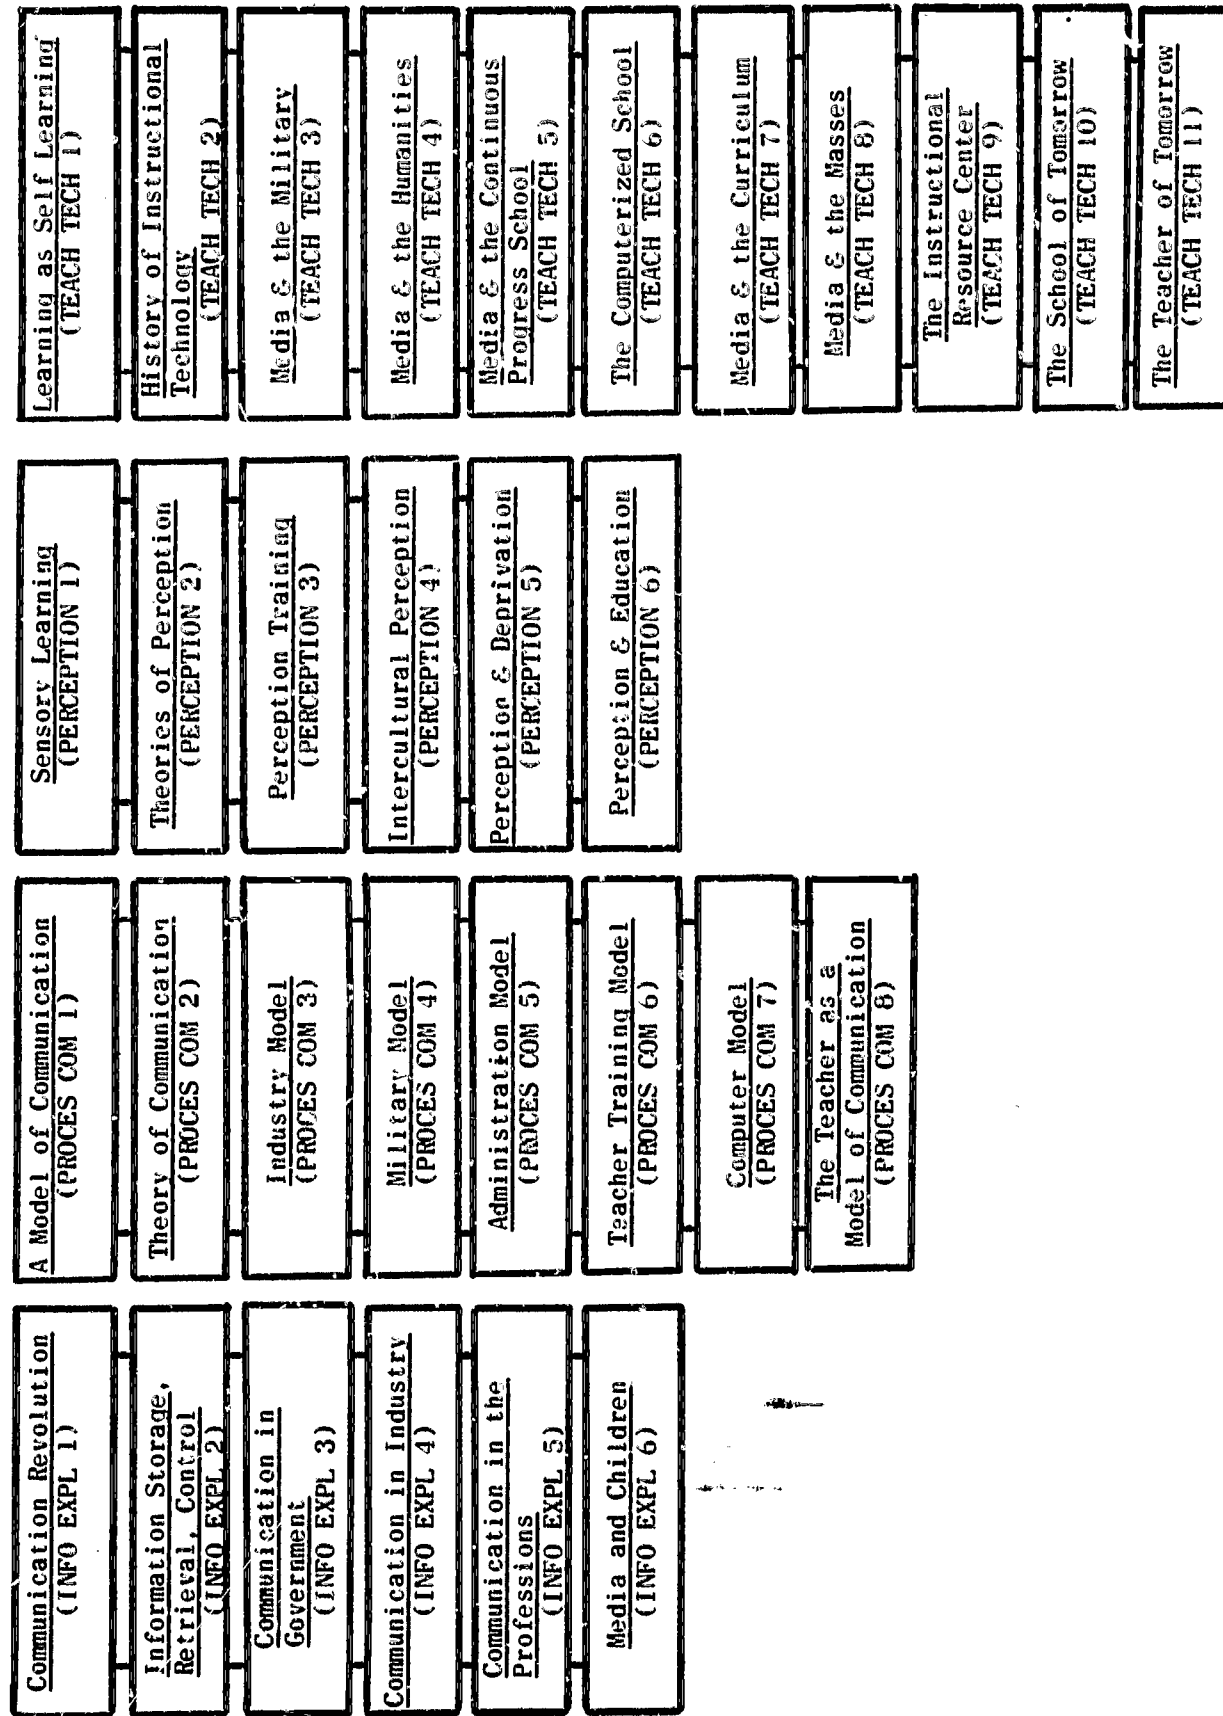 Communication Revolution
(INFO EXPL 1)
Information Storage,
Retrieval, Control
(INFO EXPL 2)
Communication in
Government
(INFO EXPL 3)
Communication in Industry
(INFO EXPL 4)
Communication in the
Professions
(INFO EXPL 5)
Media and Children
(INFO EXPL 6)
A Model of Communication
(PROCES COM 1)
Theory of Communication
(PROCES COM 2)
Industry Model
(PROCES COM 3)
Military Model
(PROCES COM 4)
Administration Model
(PROCES COM 5)
Teacher Training Model
(PROCES COM 6)
Computer Model
(PROCES COM 7)
The Teacher as a
Model of Communication
(PROCES COM 8)
Sensory Learning
(PERCEPTION 1)
Theories of Perception
(PERCEPTION 2)
Perception Training
(PERCEPTION 3)
Intercultural Perception
(PERCEPTION 4)
Perception & Deprivation
(PERCEPTION 5)
Perception & Education
(PERCEPTION 6)
Learning as Self Learning
(TEACH TECH 1)
History of Instructional
Technology
(TEACH TECH 2)
Media & the Military
(TEACH TECH 3)
Media & the Humanities
(TEACH TECH 4)
Media & the Continuous
Progress School
(TEACH TECH 5)
The Computerized School
(TEACH TECH 6)
Media & the Curriculum
(TEACH TECH 7)
Media & the Masses
(TEACH TECH 8)
The Instructional
Resource Center
(TEACH TECH 9)
The School of Tomorrow
(TEACH TECH 10)
The Teacher of Tomorrow
(TEACH TECH 11)